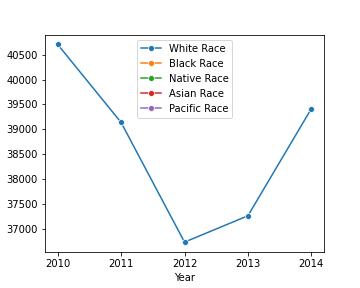 40500
40000
39500
39000
38500
38000
37500
37000
White Race
Black Race
Native Race
Asian Race
Pacific Race
2010 2011 2012 2013 2014
Year